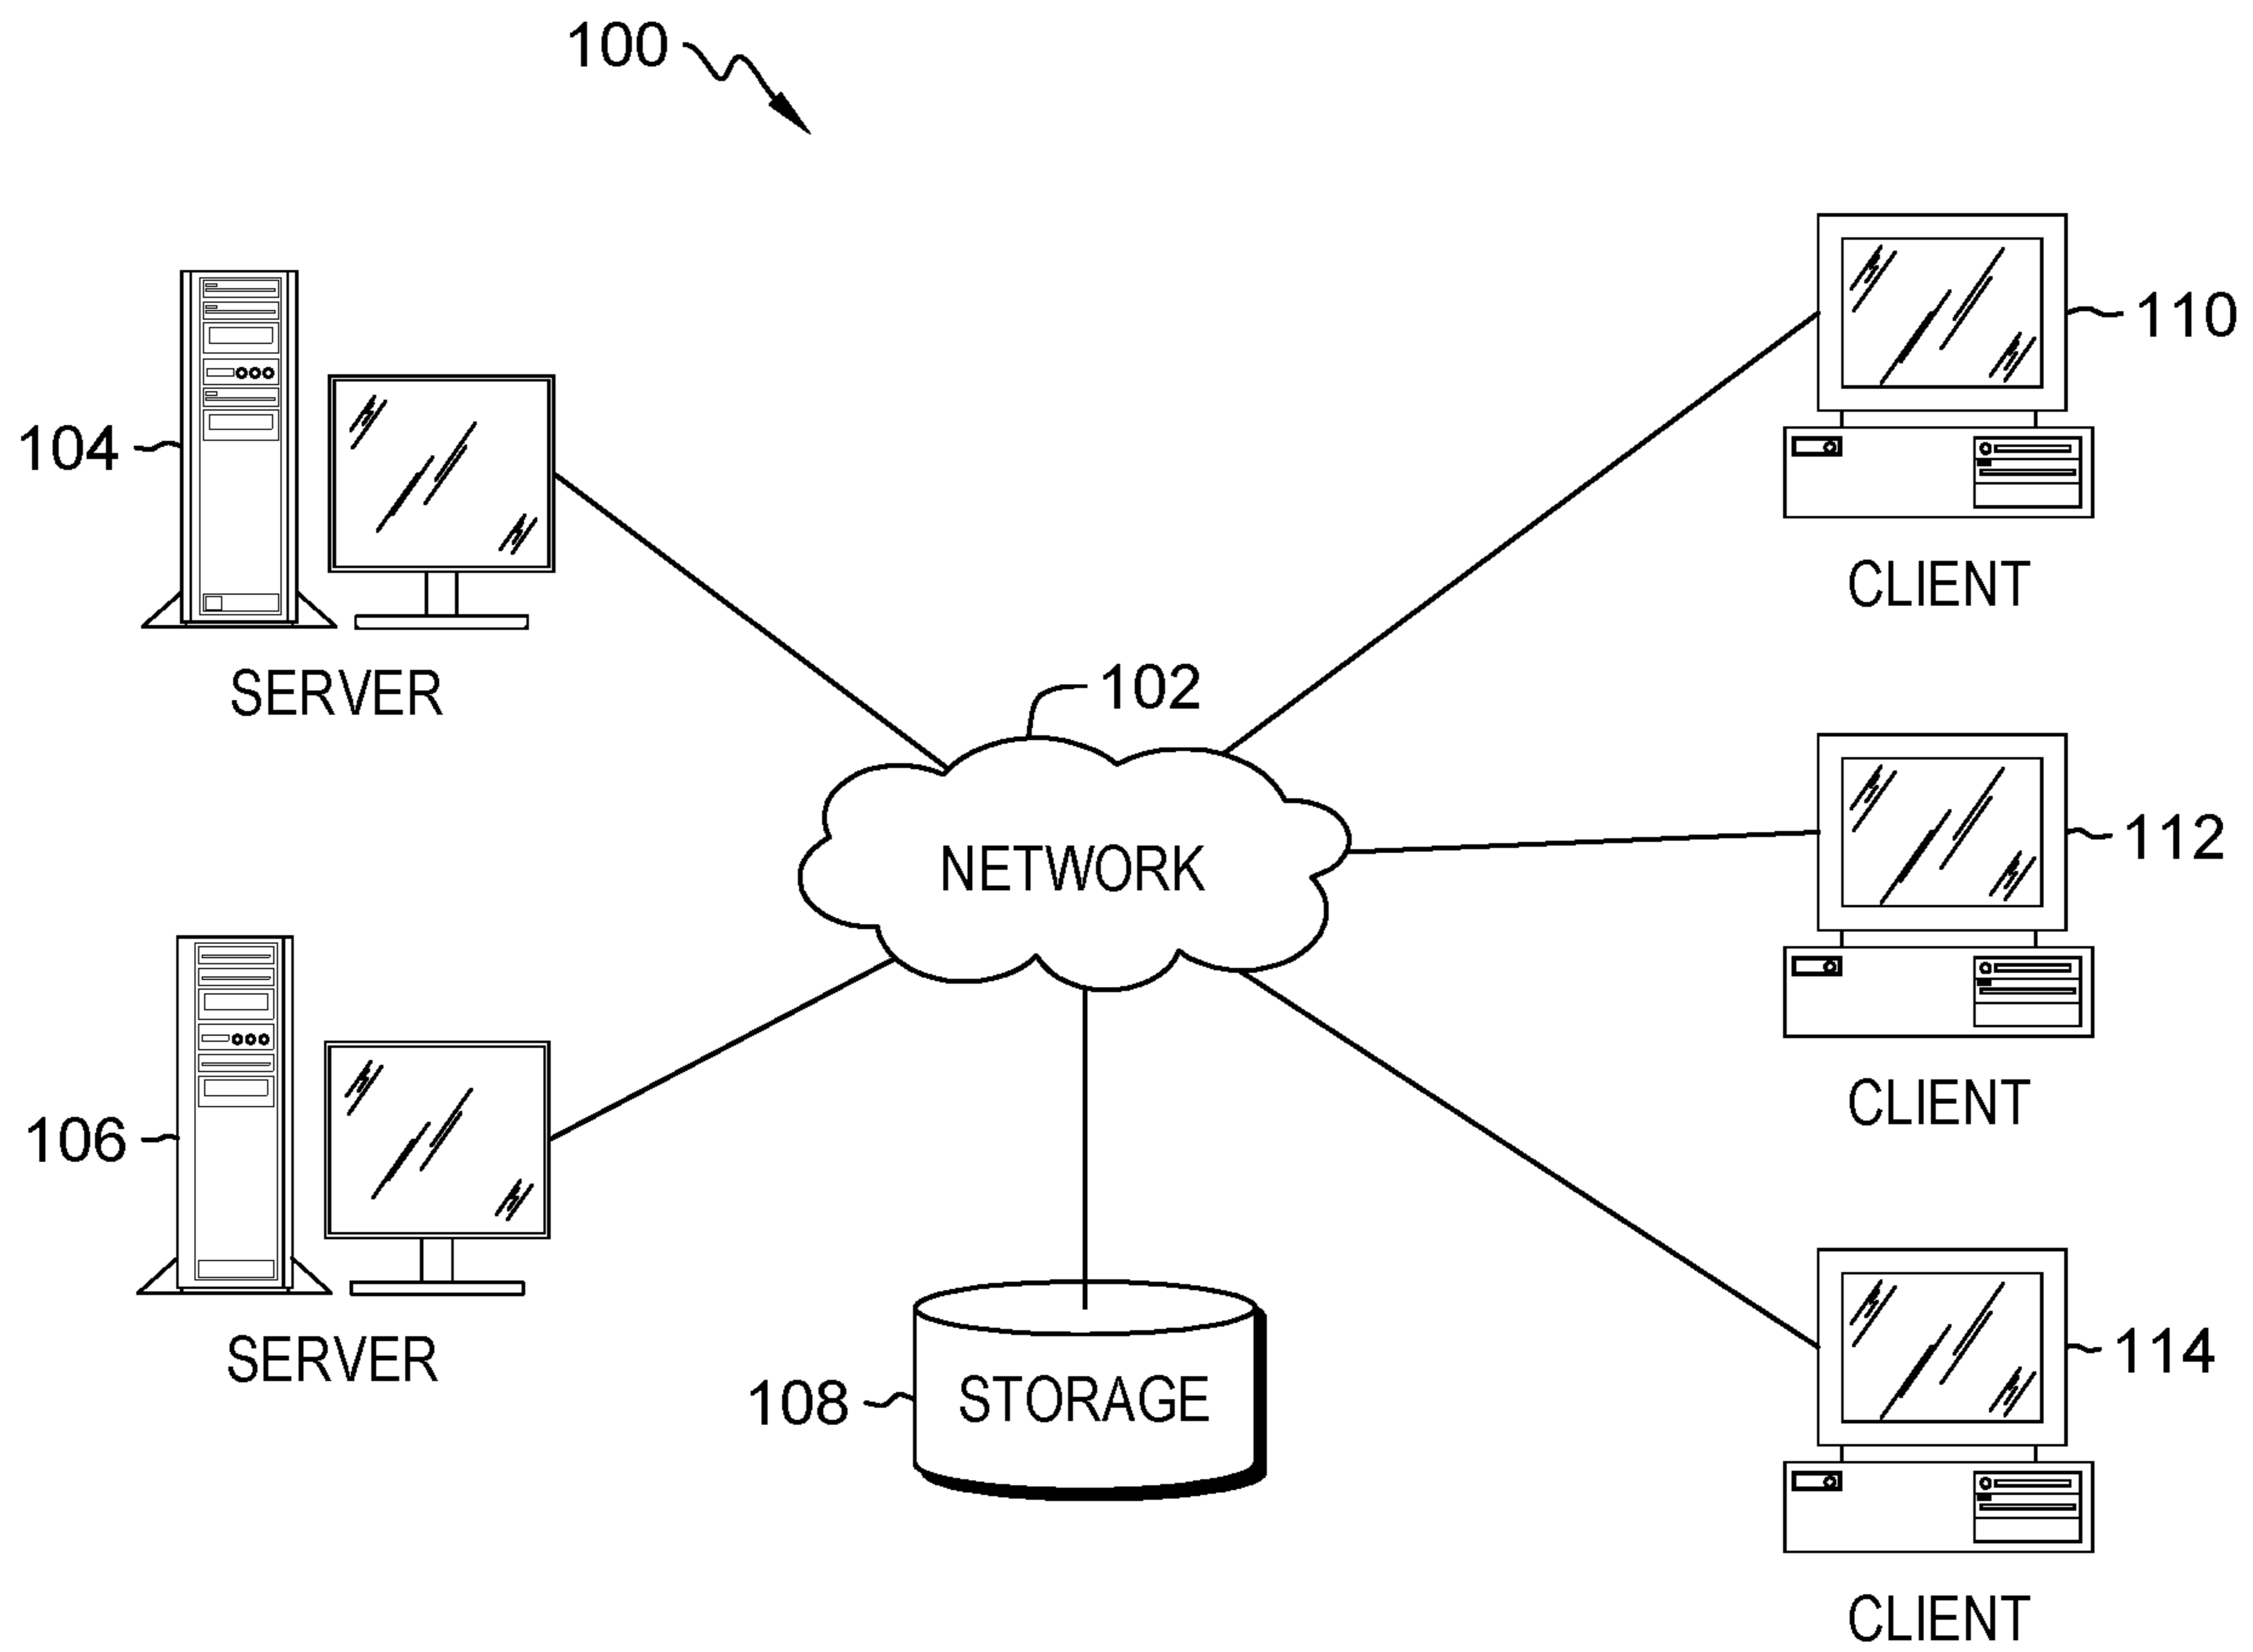 100
110
104
CLIENT
SERVER
102
NETWORK
112
CLIENT
106
SERVER
108
STORAGE
114
CLIENT